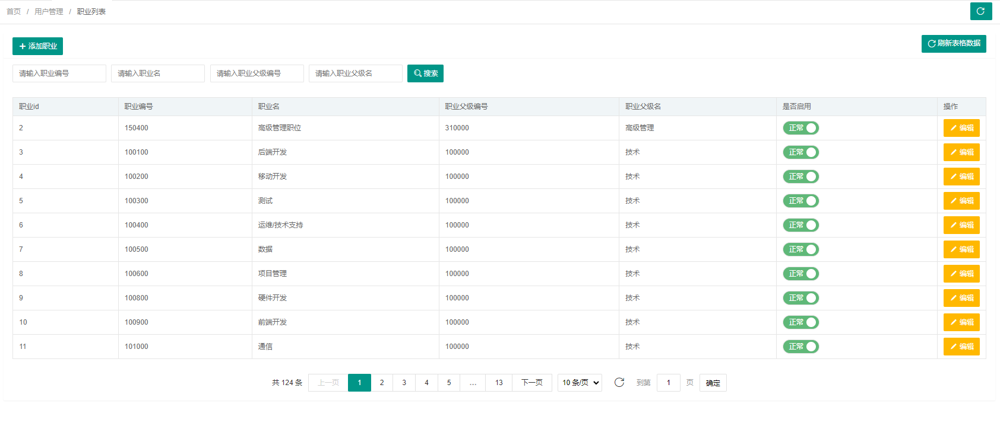 首页 / 用户管理 / 职业列表
添加职业 刷新表格数据
请输入职业编号 请输入职业名 请输入职业父级编号 请输入职业父级名 搜索
职业id 职业编号 职业名 职业父级编号 职业父级名 是否启用 操作
2 150400 高级管理职位 310000 高级管理 正常 编辑
3 100100 后端开发 100000 技术 正常 编辑
4 100200 移动开发 100000 技术 正常 编辑
5 100300 测试 100000 技术 正常 编辑
6 100400 运维/技术支持 100000 技术 正常 编辑
7 100500 数据 100000 技术 正常 编辑
8 100600 项目管理 100000 技术 正常 编辑
9 100800 硬件开发 100000 技术 正常 编辑
10 100900 前端开发 100000 技术 正常 编辑
11 101000 通信 100000 技术 正常 编辑
共 124 条 上一页 1 2 3 4 5 ... 13 下一页 10 条/页 到第 1 页 确定